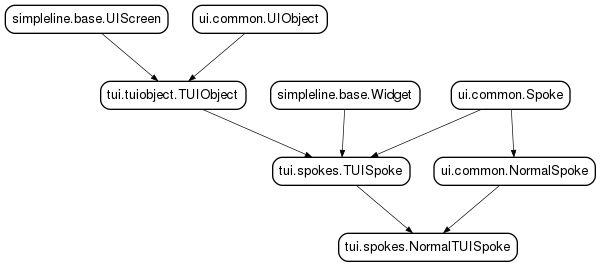 simpleline.base.UIScreen
ui.common.UIObject
tui.tuiobject.TUIObject
simpleline.base.Widget
ui.common.Spoke
tui.spokes.TUISpoke
ui.common.NormalSpoke
tui.spokes.NormalTUISpoke